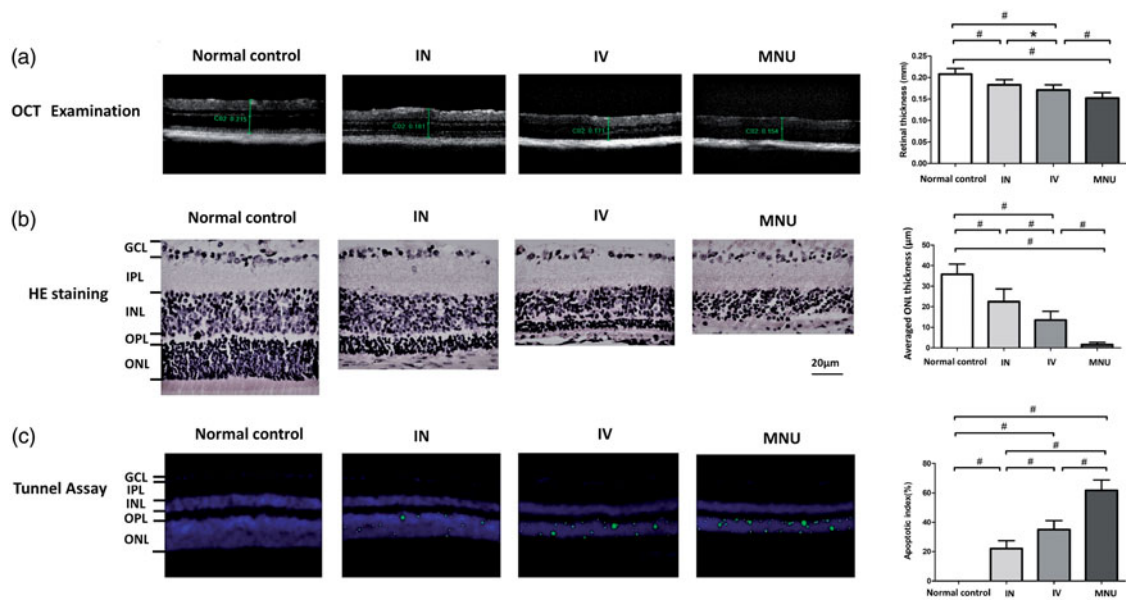 (a)
OCT Examination
Normal control
IN
IV
MNU
C02 0.215
C02 0.181
C02 0.171
C02 0.154
Retinal thickness (mm)
0.25
0.20
0.15
0.10
0.05
0.00
#
# ★ #
#
Normal control IN IV MNU
(b)
HE staining
Normal control
IN
IV
MNU
GCL
IPL
INL
OPL
ONL
20μm
Averaged ONL thickness (μm)
50
40
30
20
10
0
#
# # #
#
Normal control IN IV MNU
(c)
Tunnel Assay
Normal control
IN
IV
MNU
GCL
IPL
INL
OPL
ONL
Apoptotic index(%)
80
60
40
20
0
#
#
#
# # #
Normal control IN IV MNU